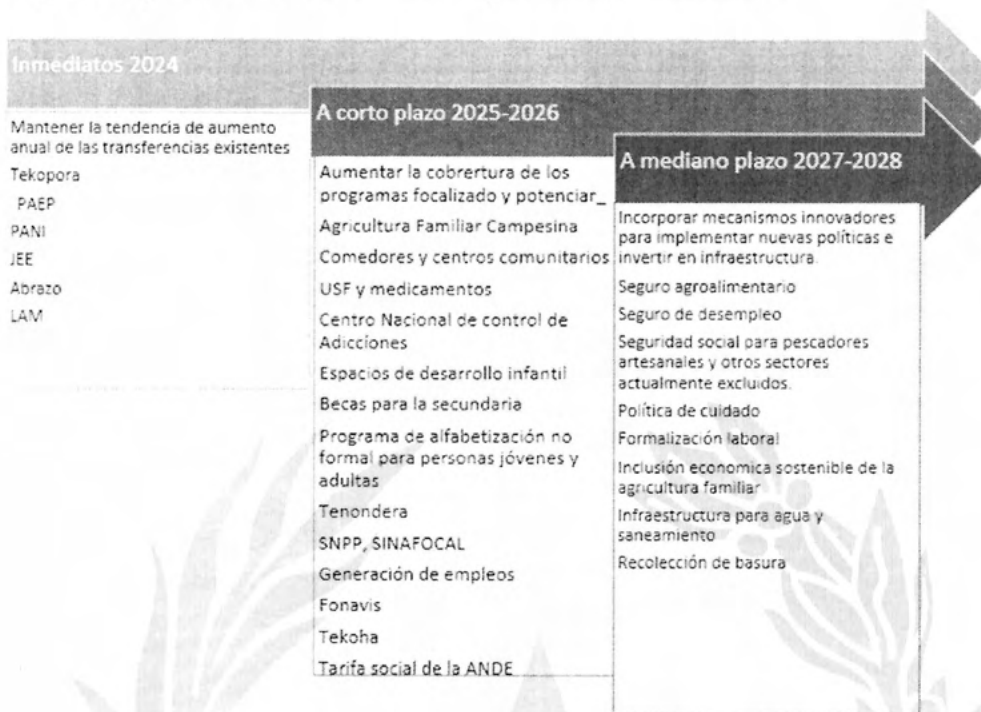 Inmediatos 2024
Mantener la tendencia de aumento
anual de las transferencias existentes
Tekopora
PAEP
PANI
JEE
Abrazo
LAM
A corto plazo 2025-2026
Aumentar la cobrertura de los
programas focalizado y potenciar_
Agricultura Familiar Campesina
Comedores y centros comunitarios
USF y medicamentos
Centro Nacional de control de
Adicciones
Espacios de desarrollo infantil
Becas para la secundaria
Programa de alfabetización no
formal para personas jóvenes y
adultas
Tenondera
SNPP, SINAFOCAL
Generación de empleos
Fonavis
Tekoha
Tarifa social de la ANDE
A mediano plazo 2027-2028
Incorporar mecanismos innovadores
para implementar nuevas políticas e
invertir en infraestructura.
Seguro agroalimentario
Seguro de desempleo
Seguridad social para pescadores
artesanales y otros sectores
actualmente excluidos.
Política de cuidado
Formalización laboral
Inclusión economica sostenible de la
agricultura familiar
Infraestructura para agua y
saneamiento
Recolección de basura